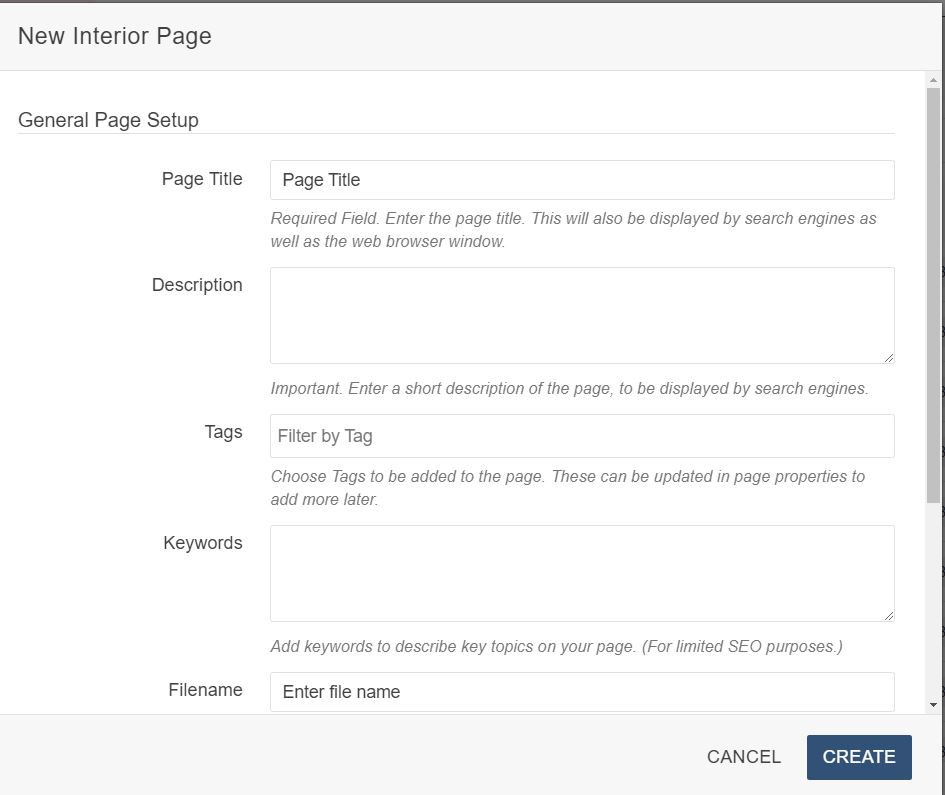 New Interior Page
General Page Setup
Page Title
Page Title
Required Field. Enter the page title. This will also be displayed by search engines as
well as the web browser window.
Description
Important. Enter a short description of the page, to be displayed by search engines.
Tags
Filter by Tag
Choose Tags to be added to the page. These can be updated in page properties to
add more later.
Keywords
Add keywords to describe key topics on your page. (For limited SEO purposes.)
Filename
Enter file name
CANCEL
CREATE